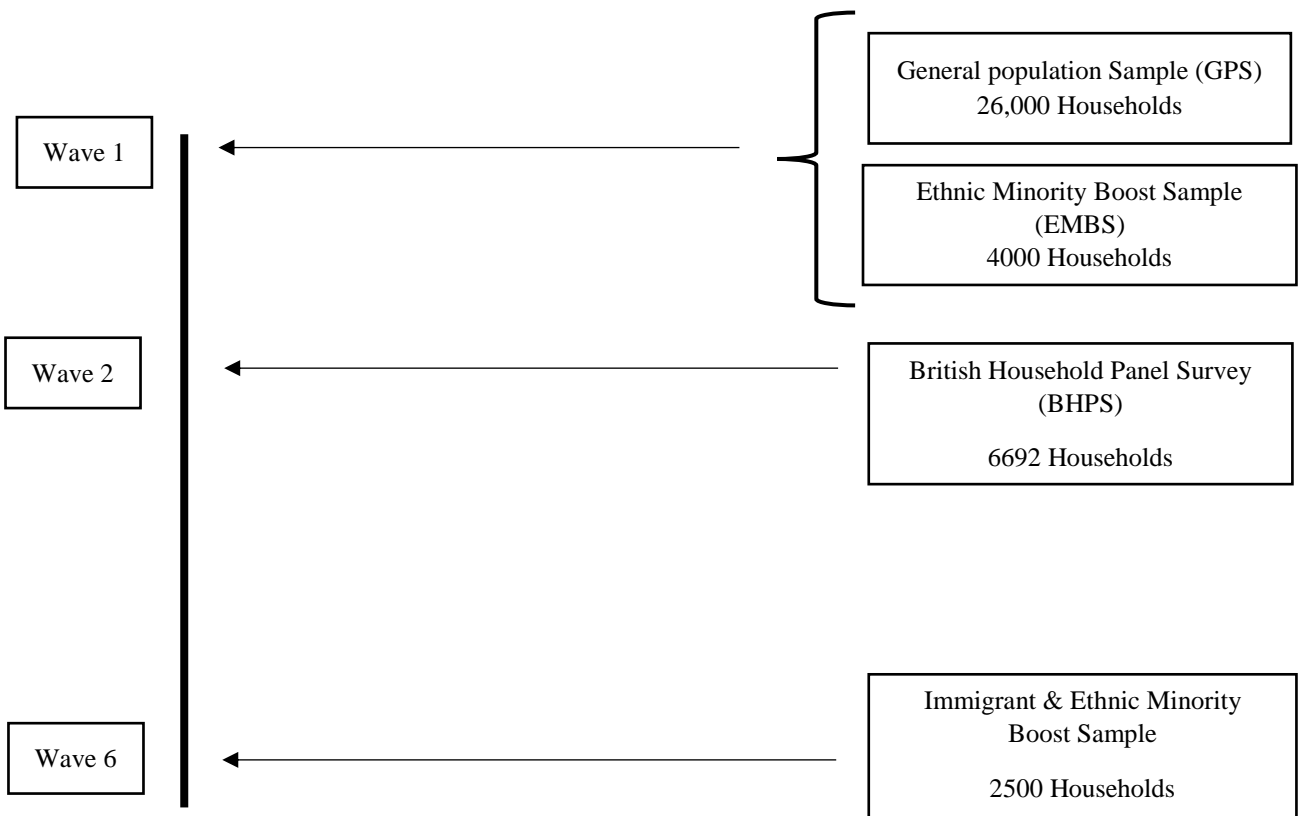 General population Sample (GPS)
26,000 Households
Wave 1
Ethnic Minority Boost Sample
(EMBS)
4000 Households
Wave 2
British Household Panel Survey
(BHPS)
6692 Households
Immigrant & Ethnic Minority
Boost Sample
Wave 6
2500 Households